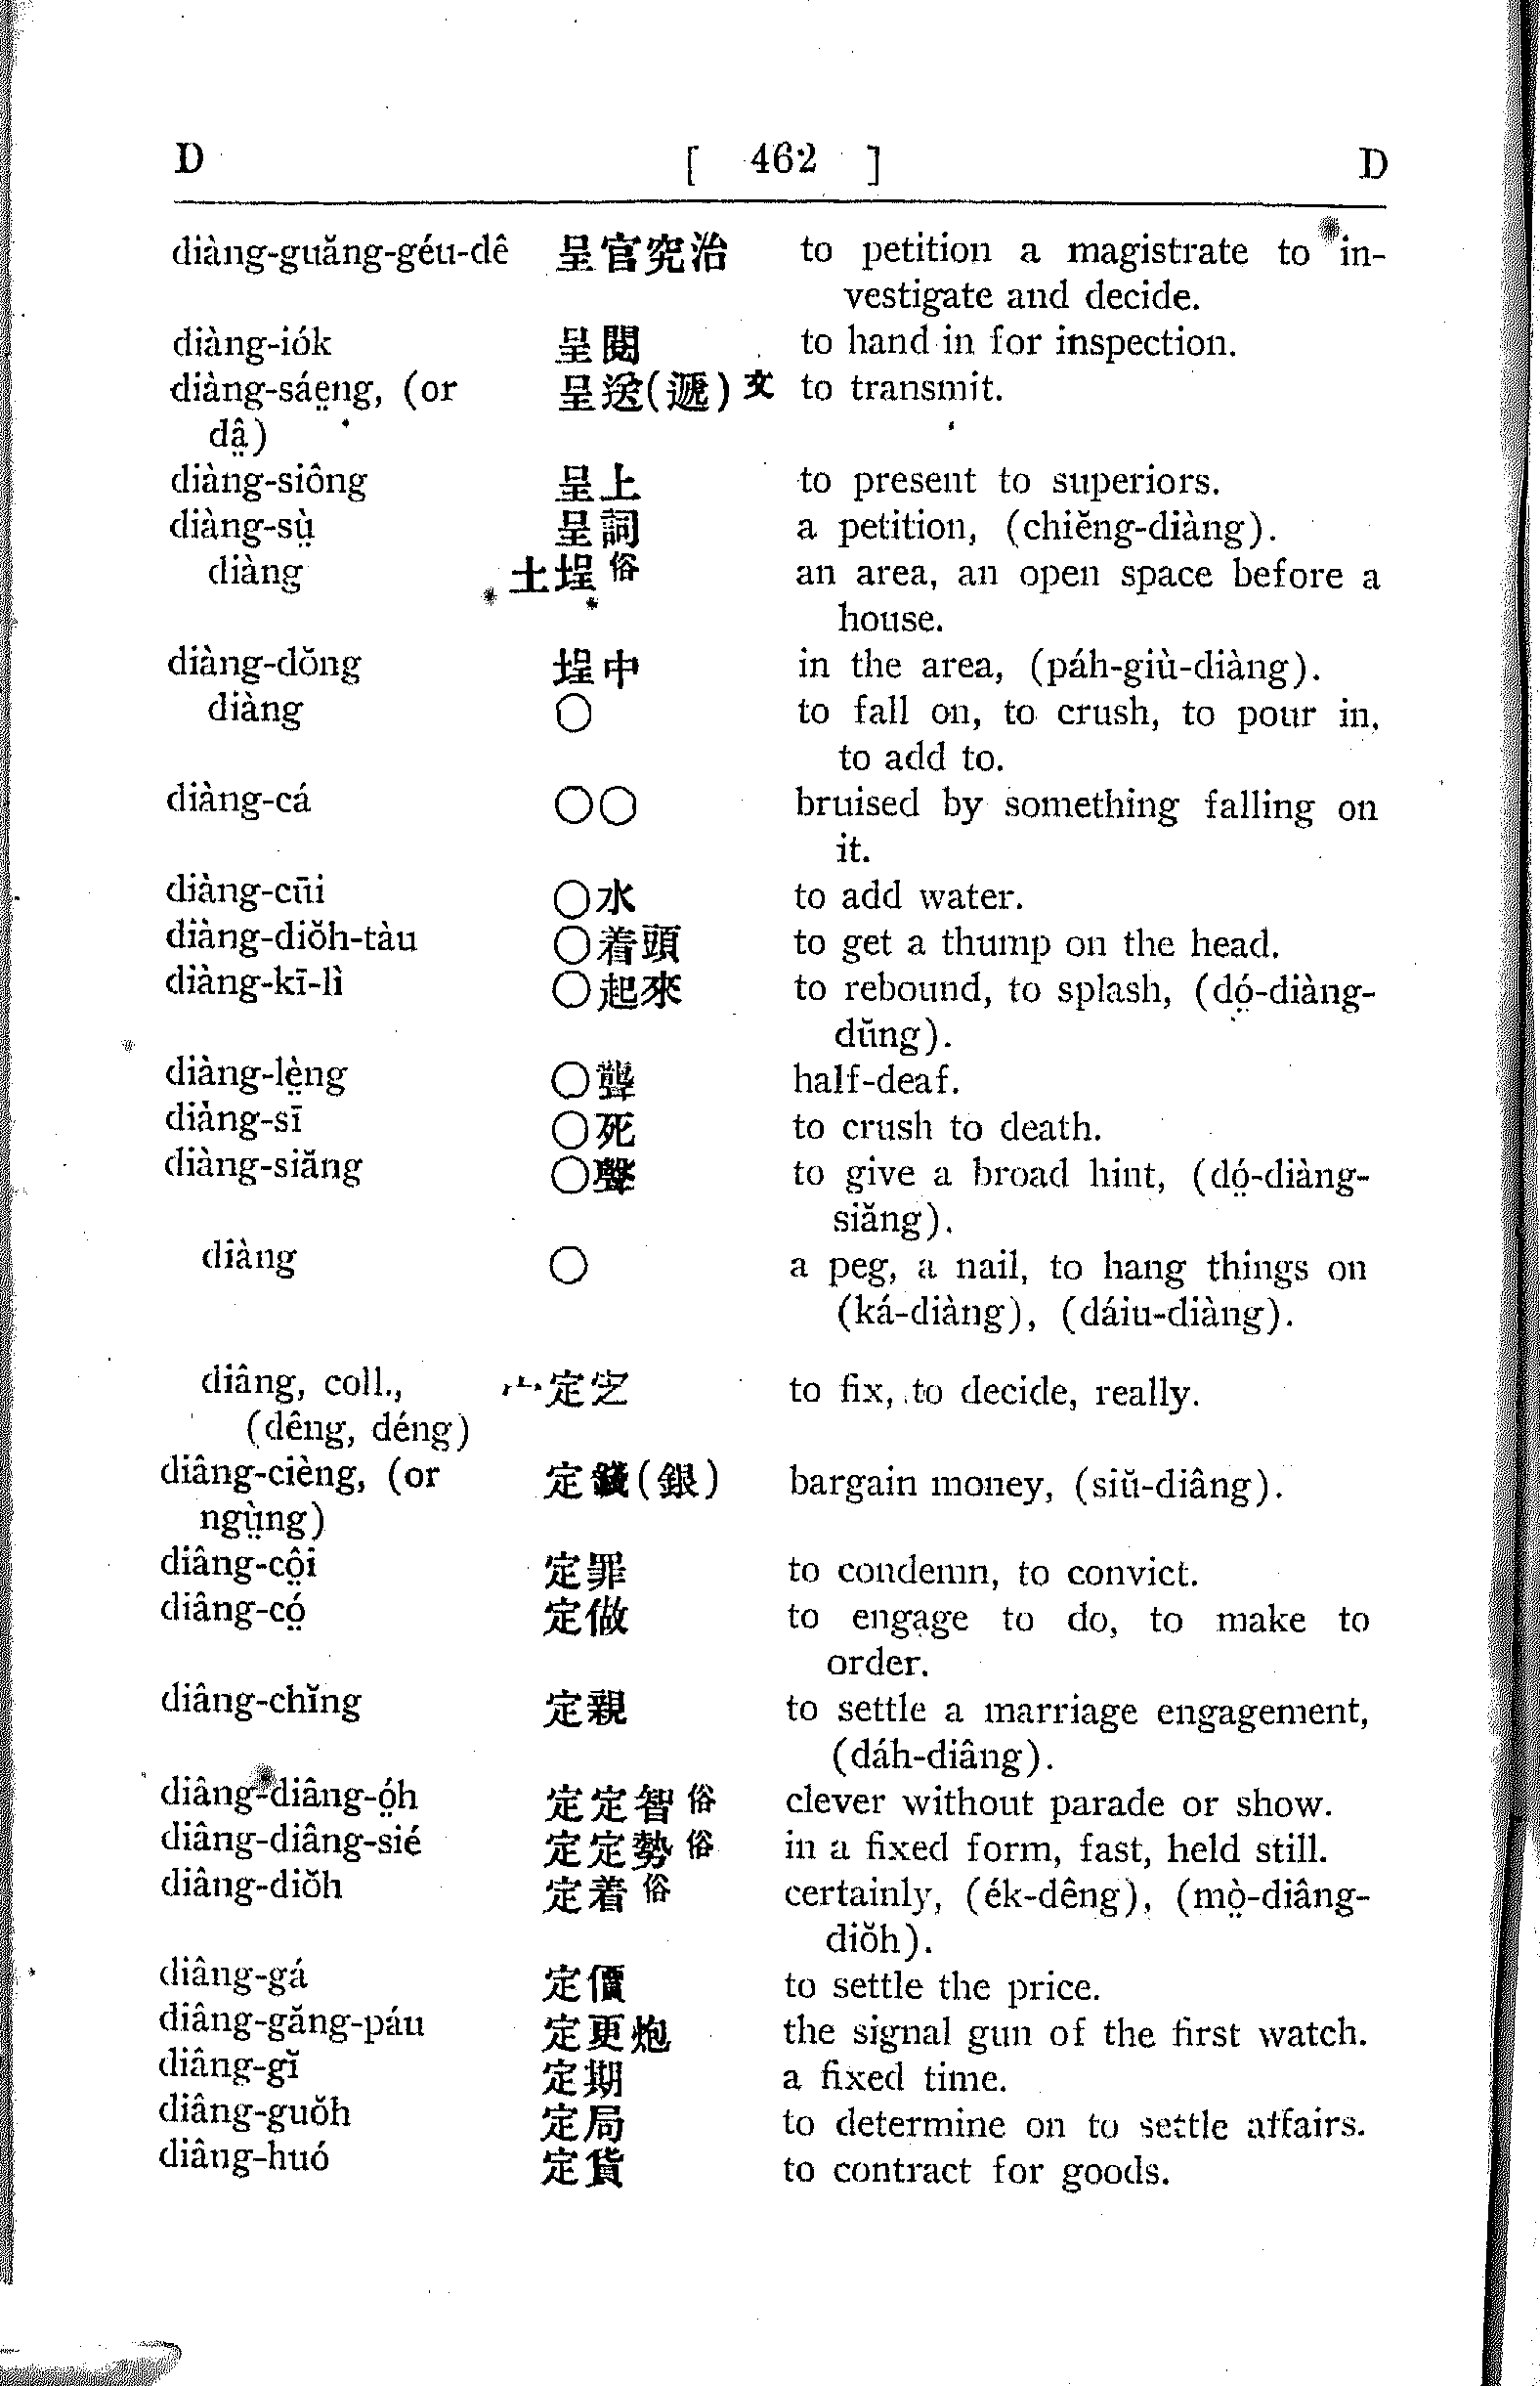 D [ 462 ] D
diàng-guăng-géu-dê 呈官究治 to petition a magistrate to in-
vestigate and decide.
diàng-iók 呈閱 to hand in for inspection.
diàng-sáe̤ng, (or 呈送(遞)文 to transmit.
dâ̤)
diàng-siông 呈上 to present to superiors.
diàng-sṳ̀ 呈詞 a petition, (chiĕng-diàng).
diàng 土埕俗 an area, an open space before a
house.
diàng-dŏng 埕中 in the area, (páh-giù-diàng).
diàng ○ to fall on, to crush, to pour in,
to add to.
diàng-cá ○○ bruised by something falling on
it.
diàng-cūi ○水 to add water.
diàng-diŏh-tàu ○着頭 to get a thump on the head.
diàng-kī-lì ○起來 to rebound, to splash, (dó̤-diàng-
dŭng).
diàng-lè̤ng ○聾 half-deaf.
diàng-sī ○死 to crush to death.
diàng-siăng ○聲 to give a broad hint, (dó̤-diàng-
siăng).
diàng ○ a peg, a nail, to hang things on
(ká-diàng), (dáiu-diàng).
diâng, coll., 宀定㝎 to fix, to decide, really.
(dêng, déng)
diâng-cièng, (or 定錢(銀) bargain money, (siŭ-diâng).
ngṳ̀ng)
diâng-cô̤i 定罪 to condemn, to convict.
diâng-có̤ 定做 to engage to do, to make to
order.
diâng-chĭng 定親 to settle a marriage engagement,
(dáh-diâng).
diâng-diâng-ó̤h 定定智俗 clever without parade or show.
diâng-diâng-sié 定定勢俗 in a fixed form, fast, held still.
diâng-diŏh 定着俗 certainly, (ék-dêng), (mò̤-diâng-
diŏh).
diâng-gá 定價 to settle the price.
diâng-găng-páu 定更炮 the signal gun of the first watch.
diâng-gĭ 定期 a fixed time.
diâng-guŏh 定局 to determine on to settle affairs.
diâng-huó 定貨 to contract for goods.